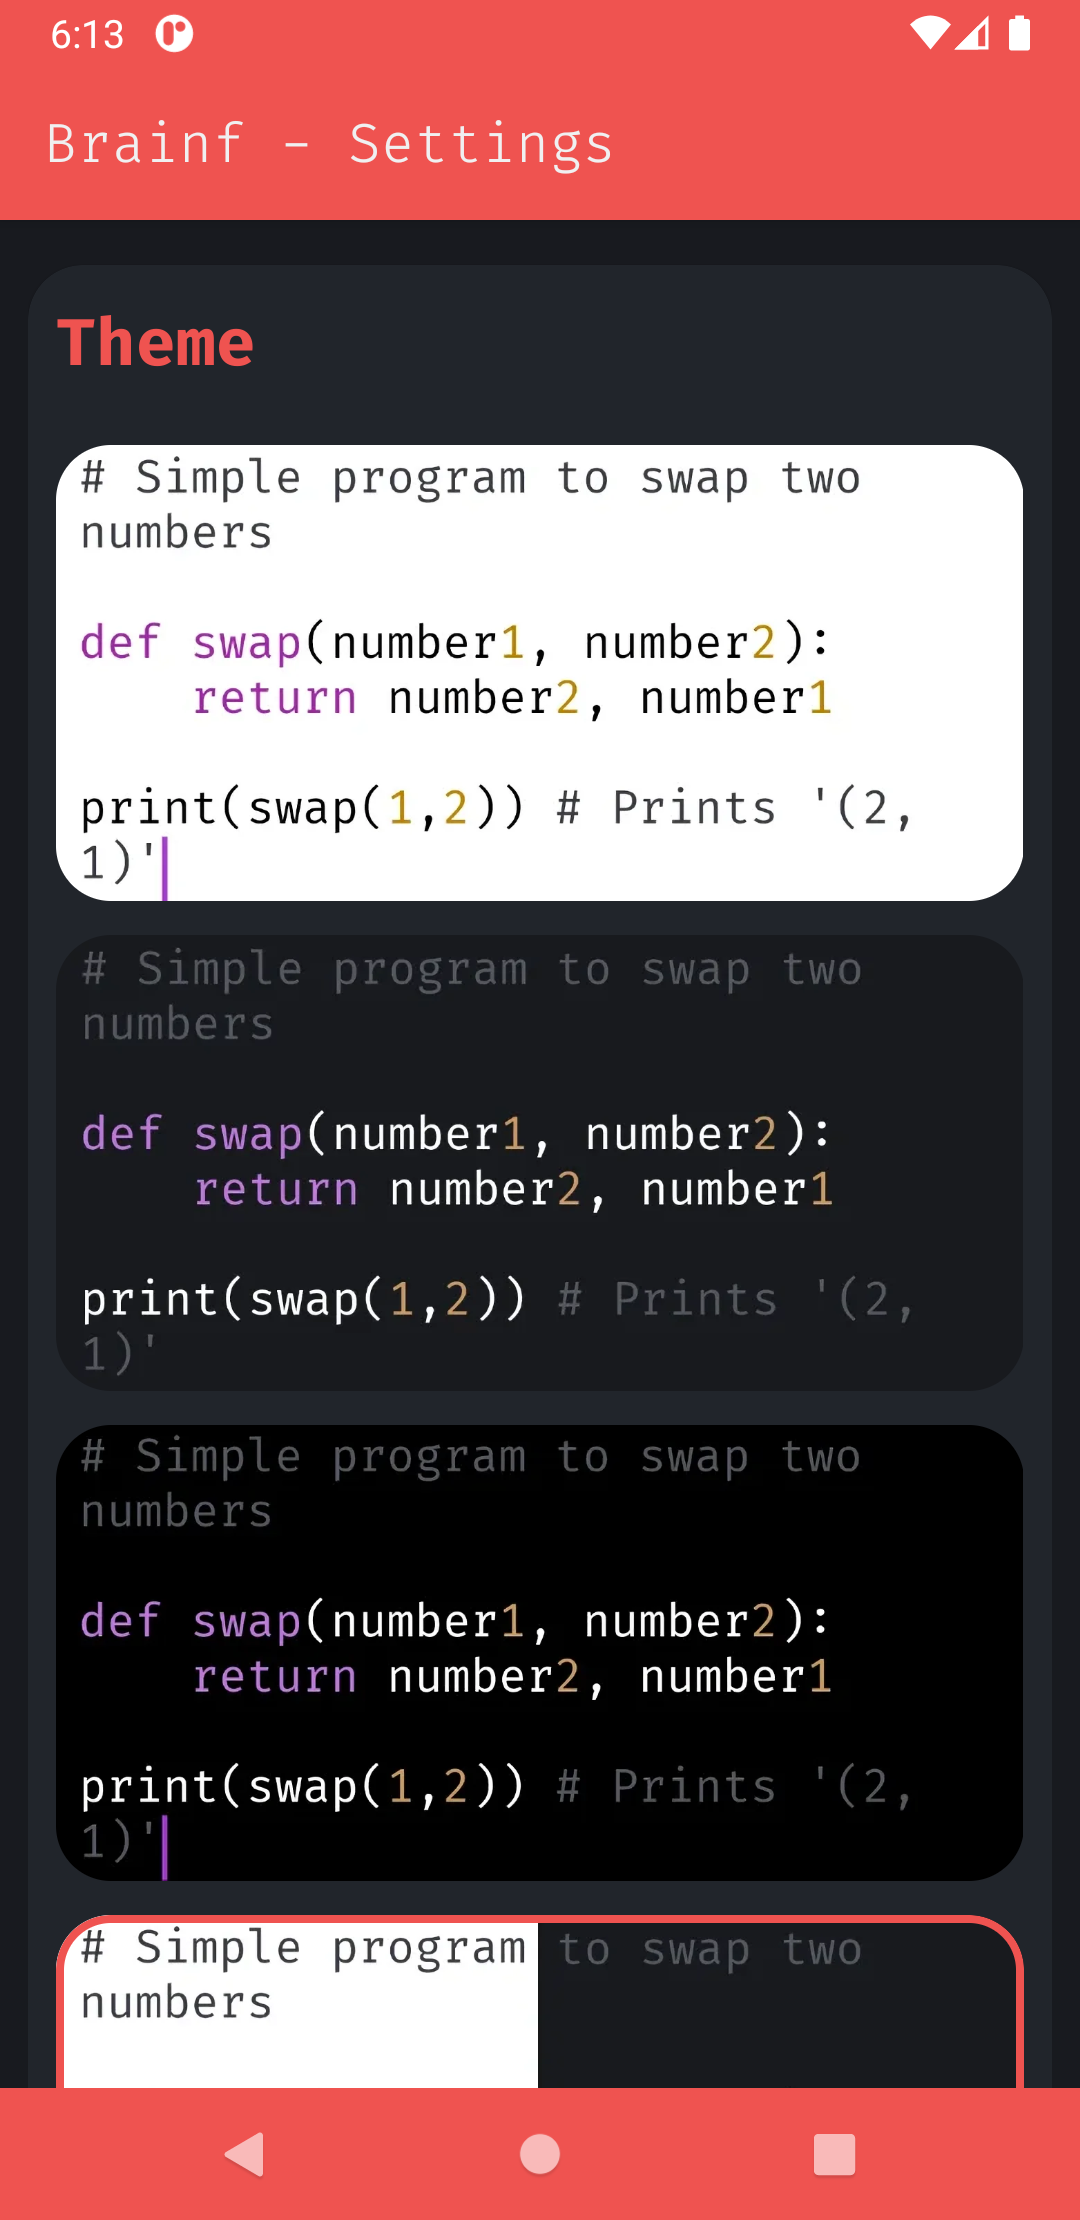 6:13
Brainf - Settings
Theme
# Simple program to swap two
numbers
def swap(number1, number2):
    return number2, number1
print(swap(1,2)) # Prints '(2,
1)'
# Simple program to swap two
numbers
def swap(number1, number2):
    return number2, number1
print(swap(1,2)) # Prints '(2,
1)'
# Simple program to swap two
numbers
def swap(number1, number2):
    return number2, number1
print(swap(1,2)) # Prints '(2,
1)'
# Simple program to swap two
numbers